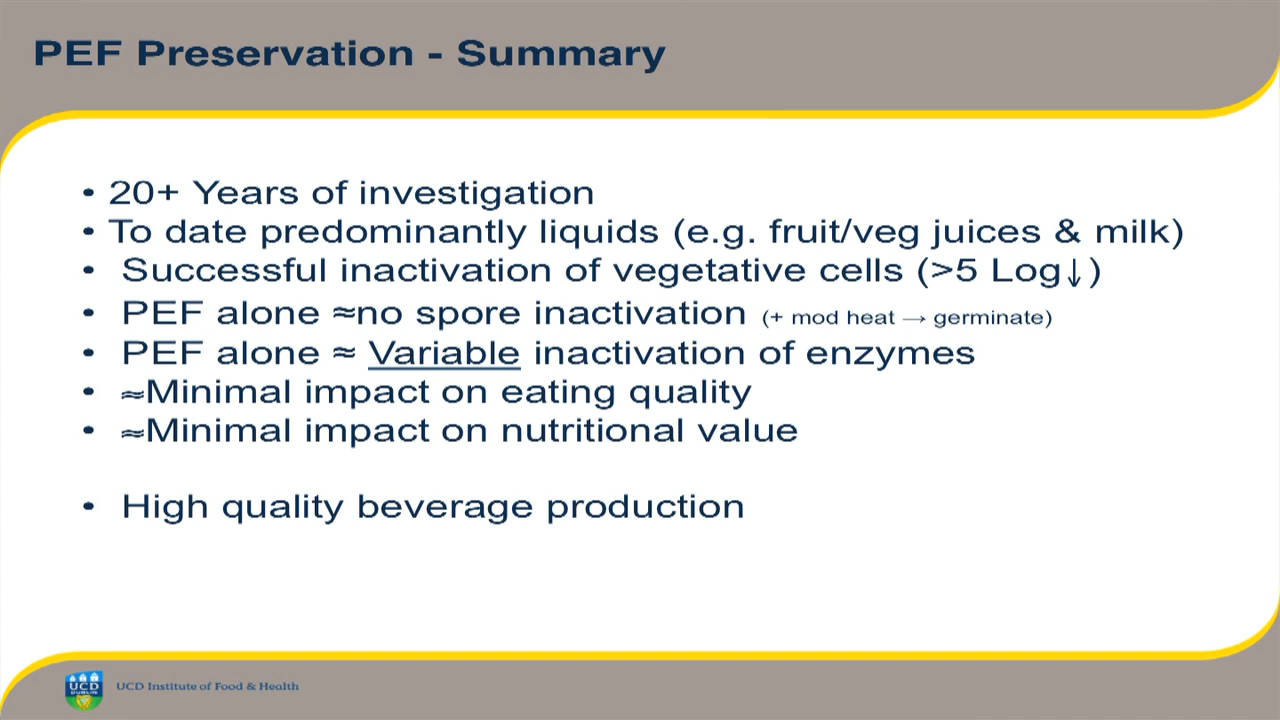 PEF Preservation - Summary
• 20+ Years of investigation
• To date predominantly liquids (e.g. fruit/veg juices & milk)
• Successful inactivation of vegetative cells (>5 Log↓)
• PEF alone ≈no spore inactivation (+ mod heat → germinate)
• PEF alone ≈ Variable inactivation of enzymes
• ≈Minimal impact on eating quality
• ≈Minimal impact on nutritional value
• High quality beverage production
UCD
DUBLIN
UCD Institute of Food & Health